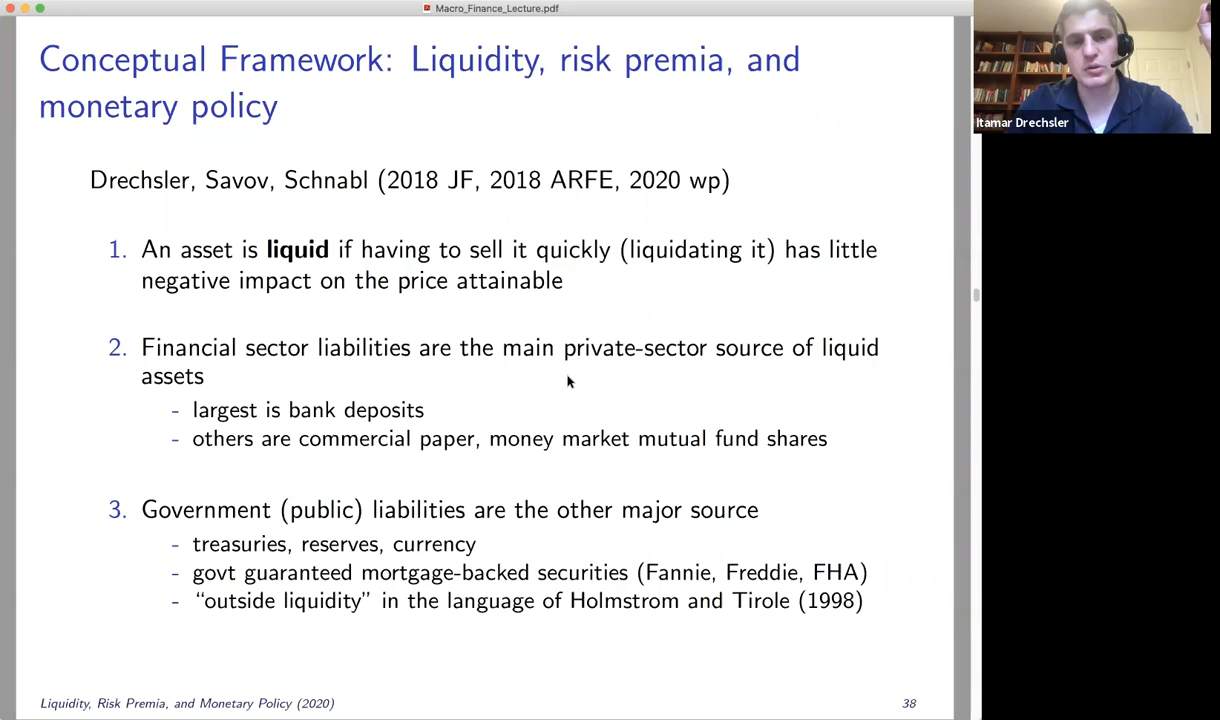 Macro_Finance_Lecture.pdf
Conceptual Framework: Liquidity, risk premia, and
monetary policy
Itamar Drechsler
Drechsler, Savov, Schnabl (2018 JF, 2018 ARFE, 2020 wp)
1. An asset is liquid if having to sell it quickly (liquidating it) has little
negative impact on the price attainable
2. Financial sector liabilities are the main private-sector source of liquid
assets
- largest is bank deposits
- others are commercial paper, money market mutual fund shares
3. Government (public) liabilities are the other major source
- treasuries, reserves, currency
- govt guaranteed mortgage-backed securities (Fannie, Freddie, FHA)
- “outside liquidity” in the language of Holmstrom and Tirole (1998)
Liquidity, Risk Premia, and Monetary Policy (2020)
38